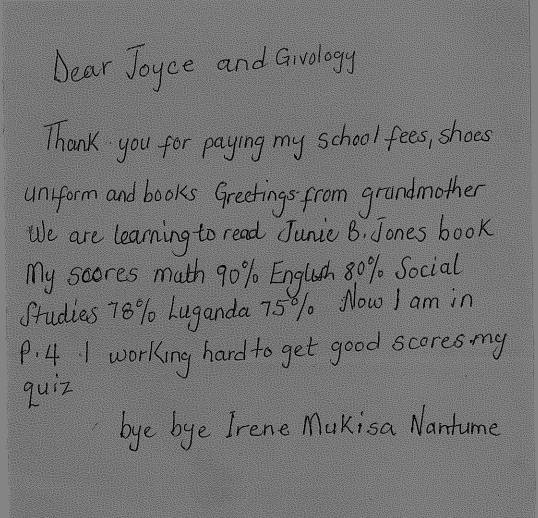 Dear Joyce and Givology
Thank you for paying my school fees, shoes
uniform and books Greetings from grandmother
We are learning to read Junie B. Jones book
My scores math 90% English 80% Social
Studies 78% Luganda 75% Now I am in
P.4 I working hard to get good scores my
quiz
bye bye Irene Mukisa Nantume